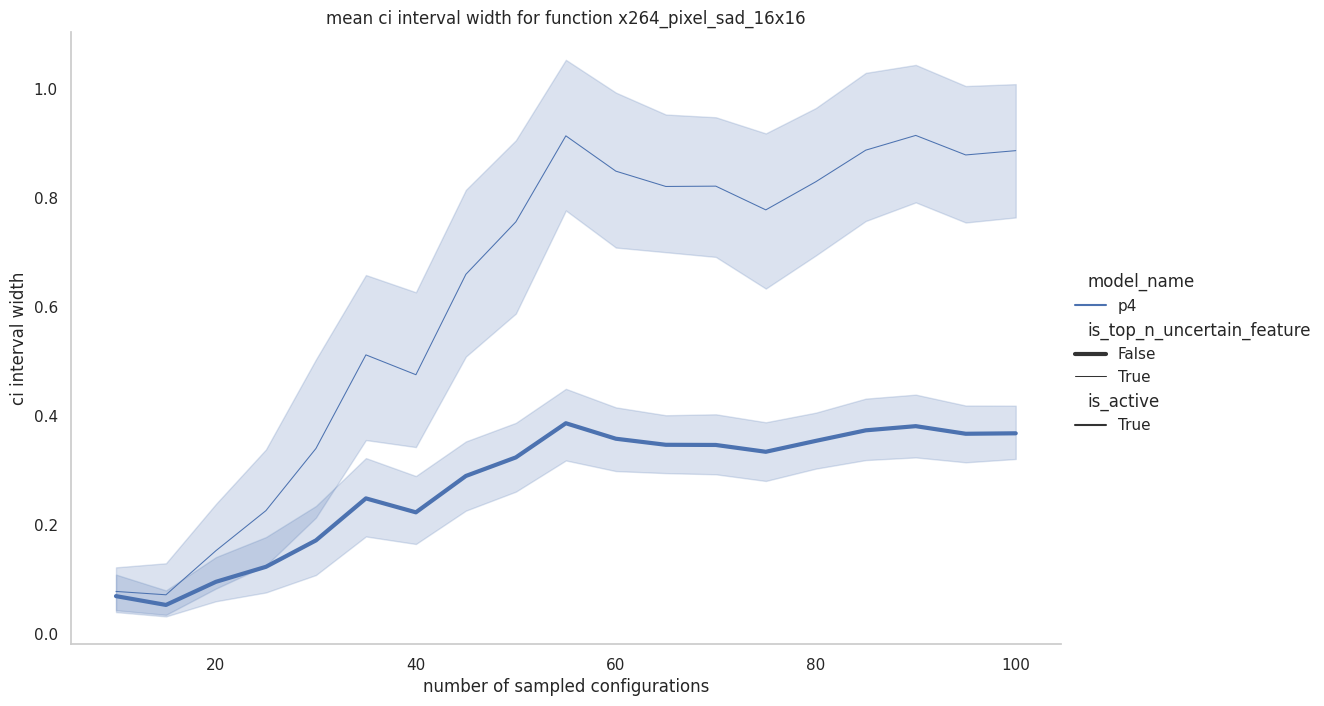 mean ci interval width for function x264_pixel_sad_16x16
1.0
0.8
0.6
0.4
0.2
0.0
ci interval width
20 40 60 80 100
number of sampled configurations
model_name
p4
is_top_n_uncertain_feature
False
True
is_active
True